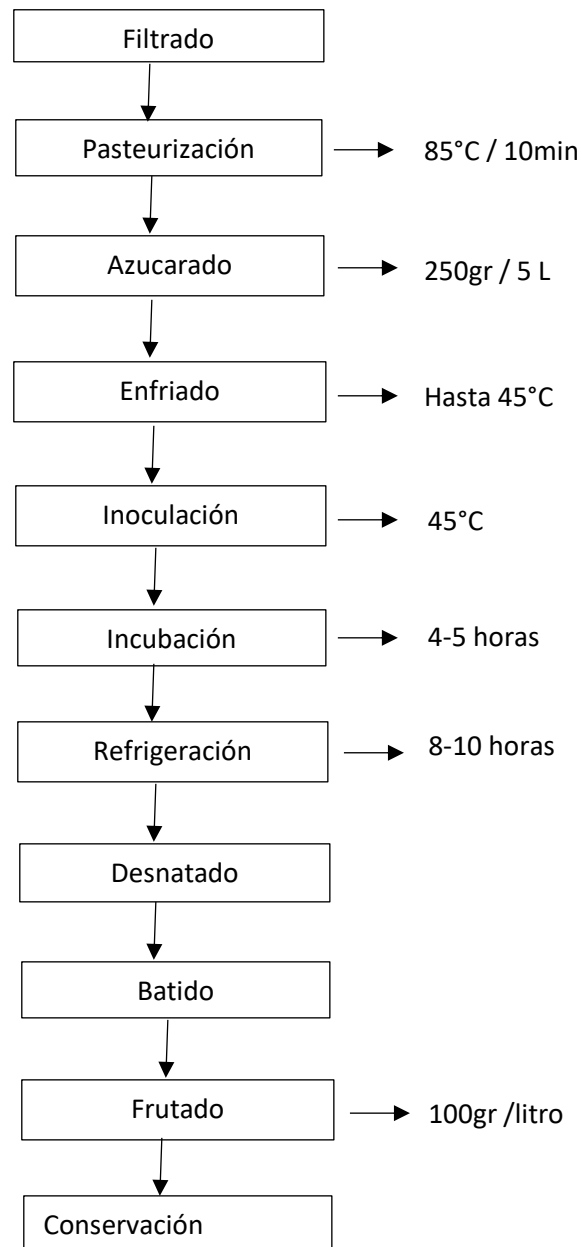 Filtrado
Pasteurización
85°C / 10min
Azucarado
250gr / 5 L
Enfriado
Hasta 45°C
Inoculación
45°C
Incubación
4-5 horas
Refrigeración
8-10 horas
Desnatado
Batido
Frutado
100gr /litro
Conservación